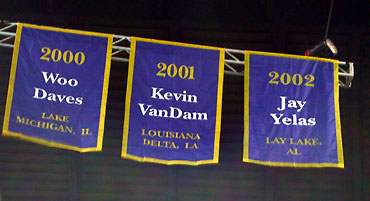 2000
Woo
Daves
LAKE
MICHIGAN, IL
2001
Kevin
VanDam
LOUISIANA
DELTA, LA
2002
Jay
Yelas
LAY LAKE,
AL